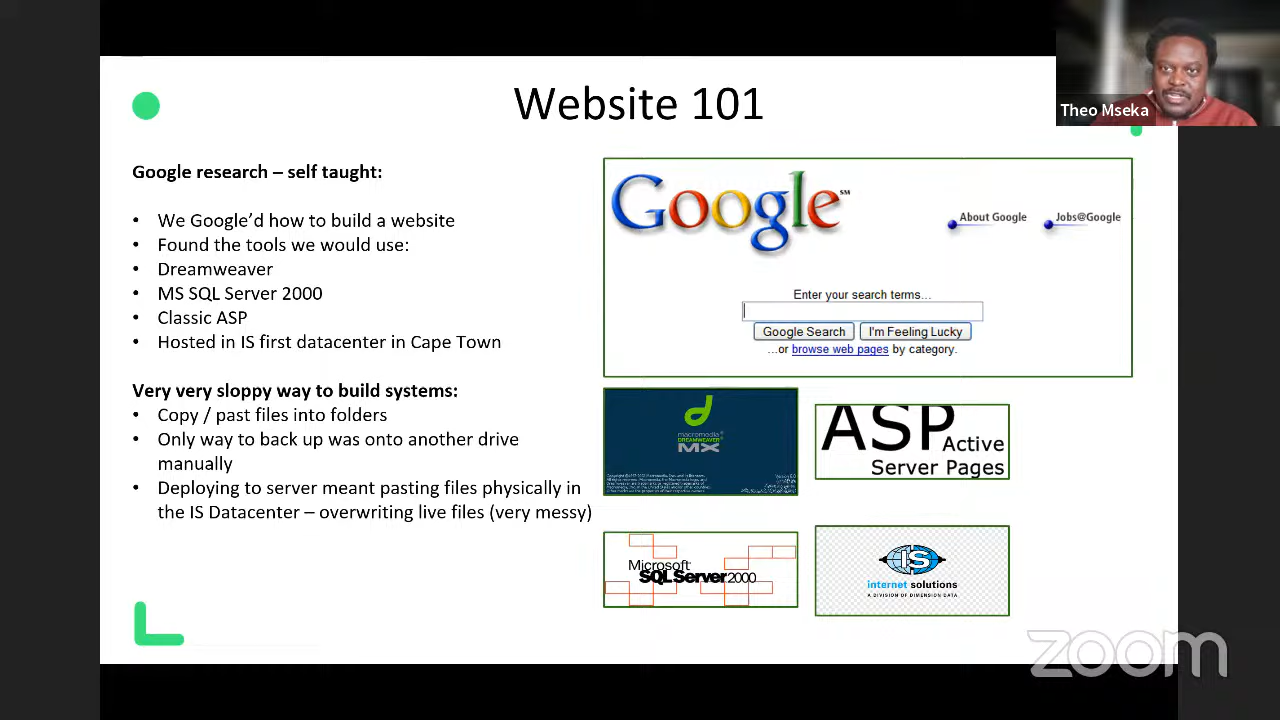 Website 101
Theo Mseka
Google research – self taught:
• We Google’d how to build a website
• Found the tools we would use:
• Dreamweaver
• MS SQL Server 2000
• Classic ASP
• Hosted in IS first datacenter in Cape Town
Very very sloppy way to build systems:
• Copy / past files into folders
• Only way to back up was onto another drive
manually
• Deploying to server meant pasting files physically in
the IS Datacenter – overwriting live files (very messy)
Google℠
About Google
Jobs@Google
Enter your search terms...
Google Search
I'm Feeling Lucky
...or browse web pages by category.
macromedia
DREAMWEAVER
MX
ASP Active
Server Pages
Microsoft
SQL Server 2000
IS
internet solutions
A DIVISION OF DIMENSION DATA
zoom